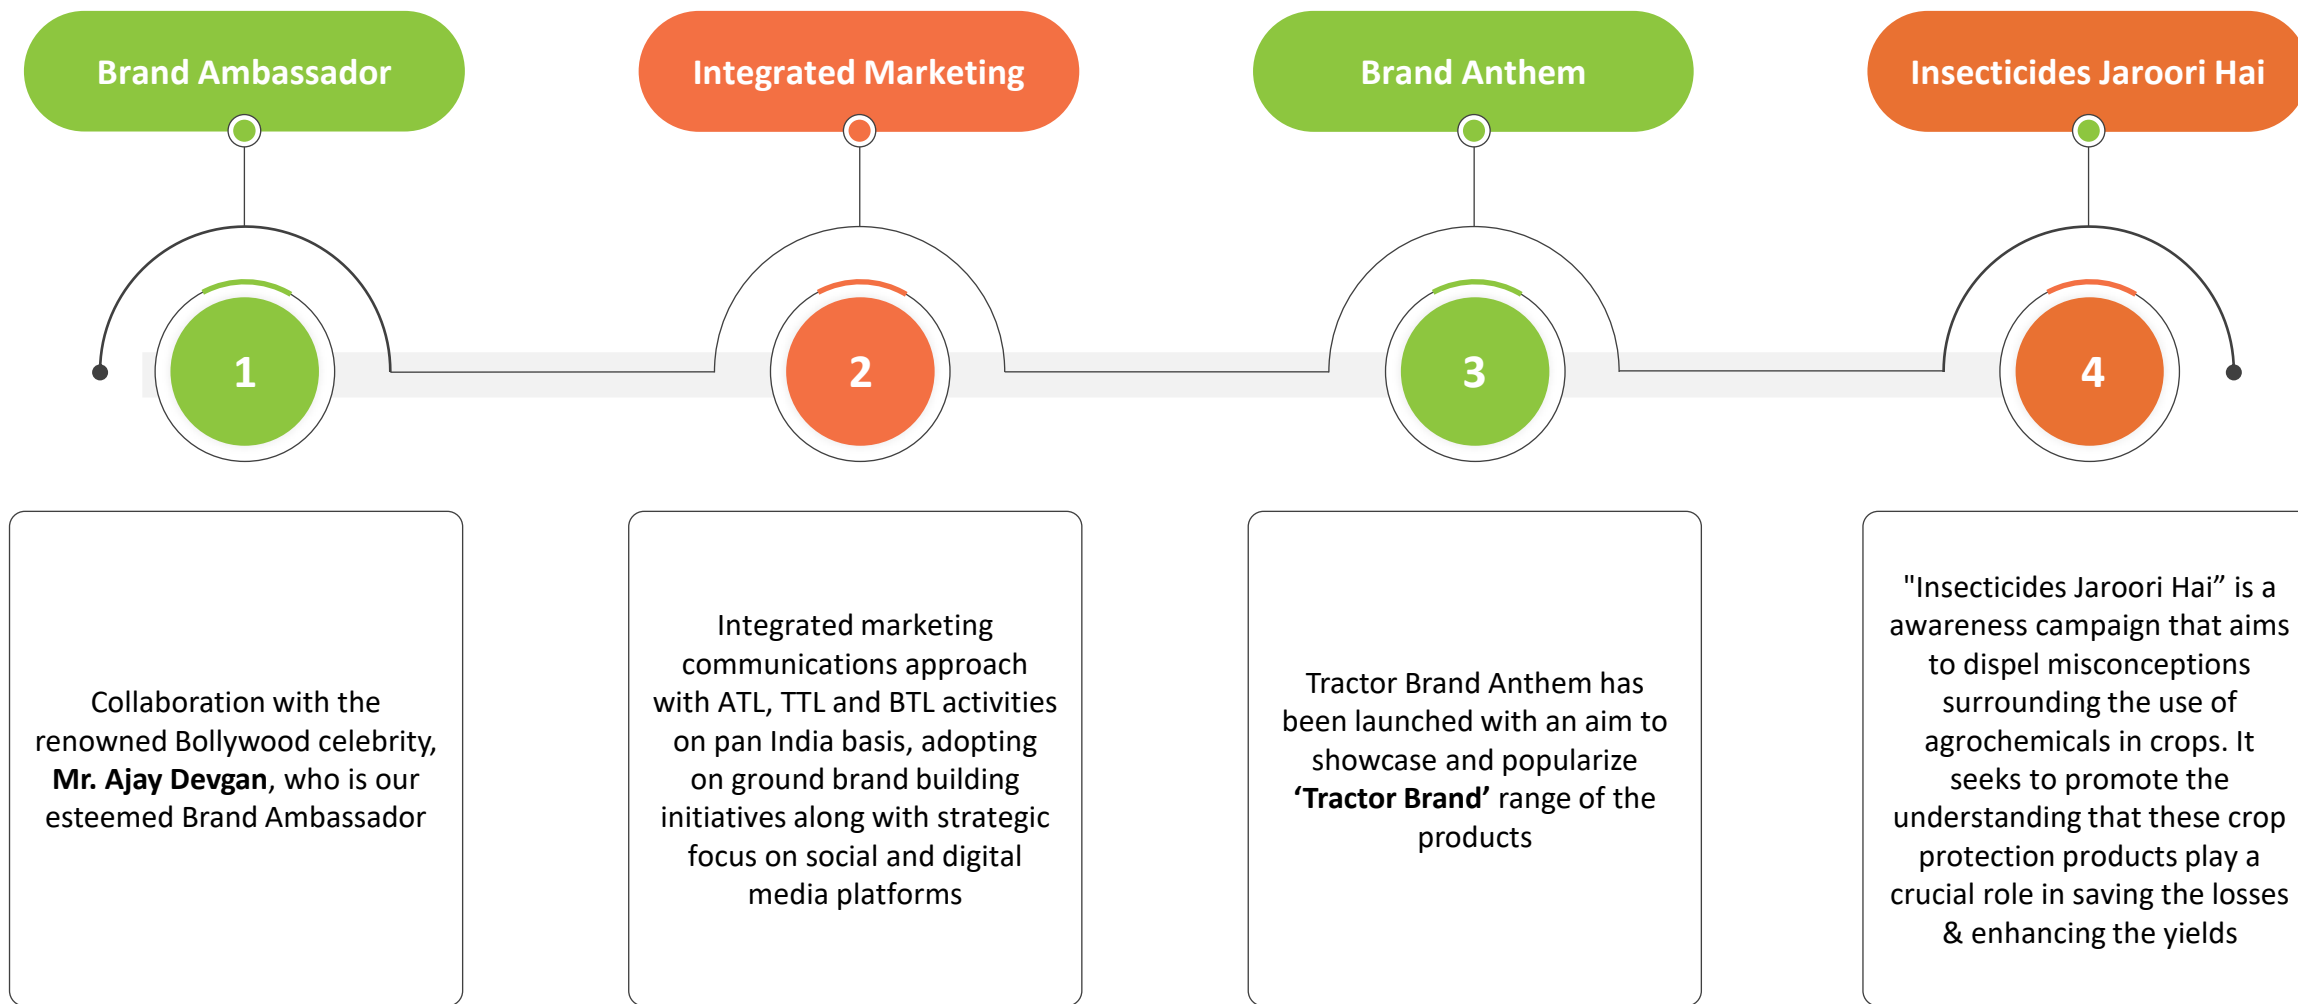 Brand Ambassador
Integrated Marketing
Brand Anthem
Insecticides Jaroori Hai
1
2
3
4
Collaboration with the
renowned Bollywood celebrity,
Mr. Ajay Devgan, who is our
esteemed Brand Ambassador
Integrated marketing
communications approach
with ATL, TTL and BTL activities
on pan India basis, adopting
on ground brand building
initiatives along with strategic
focus on social and digital
media platforms
Tractor Brand Anthem has
been launched with an aim to
showcase and popularize
‘Tractor Brand’ range of the
products
"Insecticides Jaroori Hai” is a
awareness campaign that aims
to dispel misconceptions
surrounding the use of
agrochemicals in crops. It
seeks to promote the
understanding that these crop
protection products play a
crucial role in saving the losses
& enhancing the yields